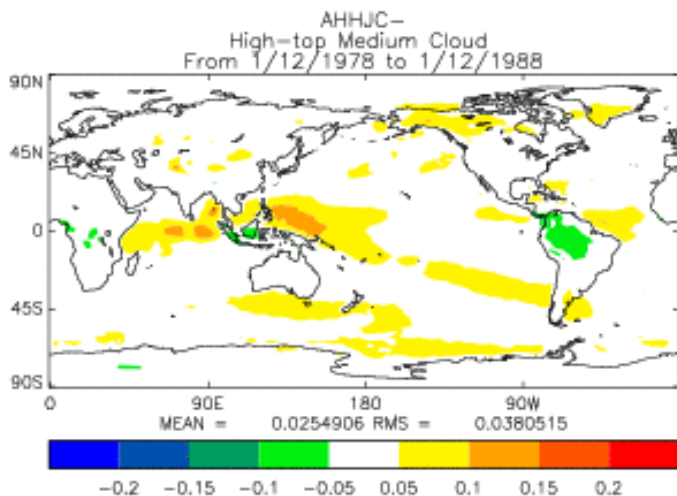 AHHJC-
High-top Medium Cloud
From 1/12/1978 to 1/12/1988
90N
45N
0
45S
90S
0 90E 180 90W
MEAN = 0.0254906 RMS = 0.0380515
-0.2 -0.15 -0.1 -0.05 0.05 0.1 0.15 0.2